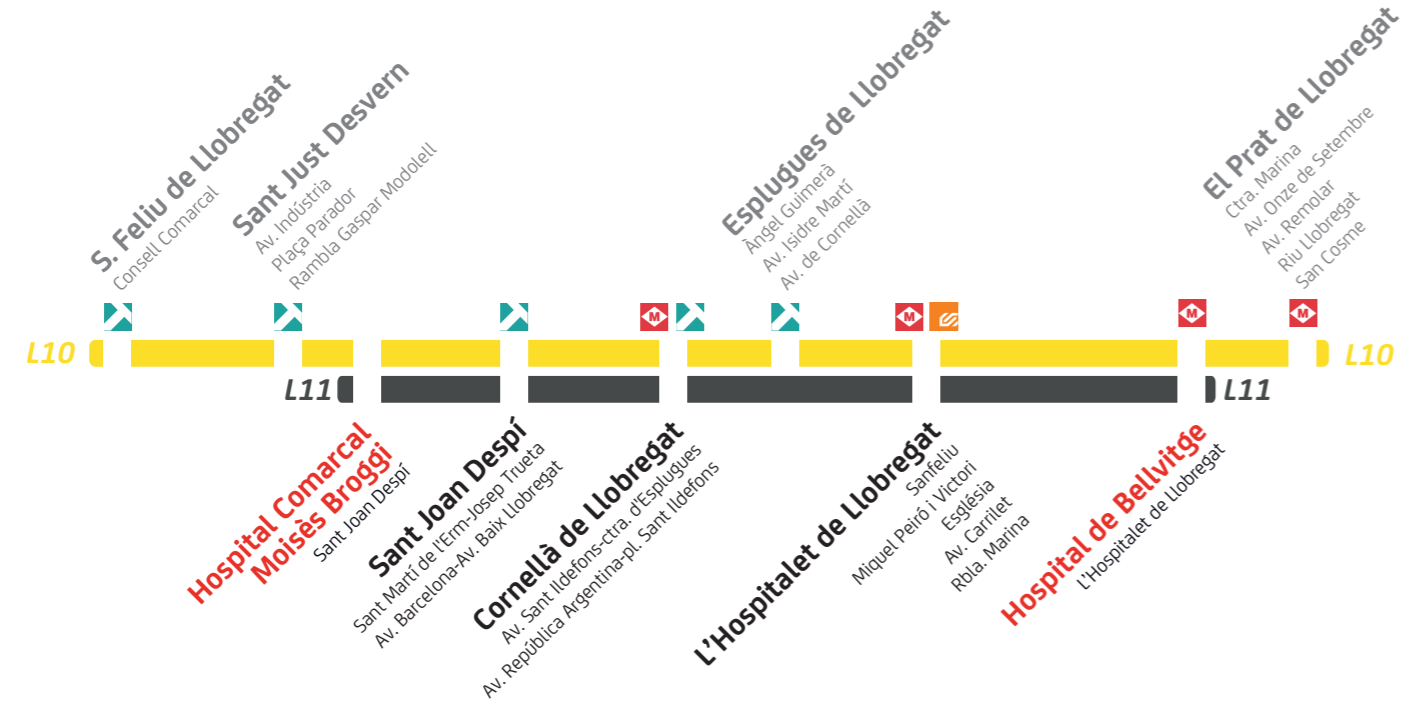 S. Feliu de Llobregat
Consell Comarcal
Sant Just Desvern
Av. Indústria
Plaça Parador
Rambla Gaspar Modolell
Esplugues de Llobregat
Àngel Guimerà
Av. Isidre Martí
Av. de Cornellà
El Prat de Llobregat
Ctra. Marina
Av. Onze de Setembre
Av. Remolar
Riu Llobregat
San Cosme
M
M
M
M
L10
L10
L11
L11
Hospital Comarcal
Moisès Broggi
Sant Joan Despí
Sant Joan Despí
Sant Martí de l'Erm-Josep Trueta
Av. Barcelona-Av. Baix Llobregat
Cornellà de Llobregat
Av. Sant Ildefons-ctra. d'Esplugues
Av. República Argentina-pl. Sant Ildefons
L'Hospitalet de Llobregat
Sanfeliu
Miquel Peiró i Victori
Església
Av. Carrilet
Rbla. Marina
Hospital de Bellvitge
L'Hospitalet de Llobregat